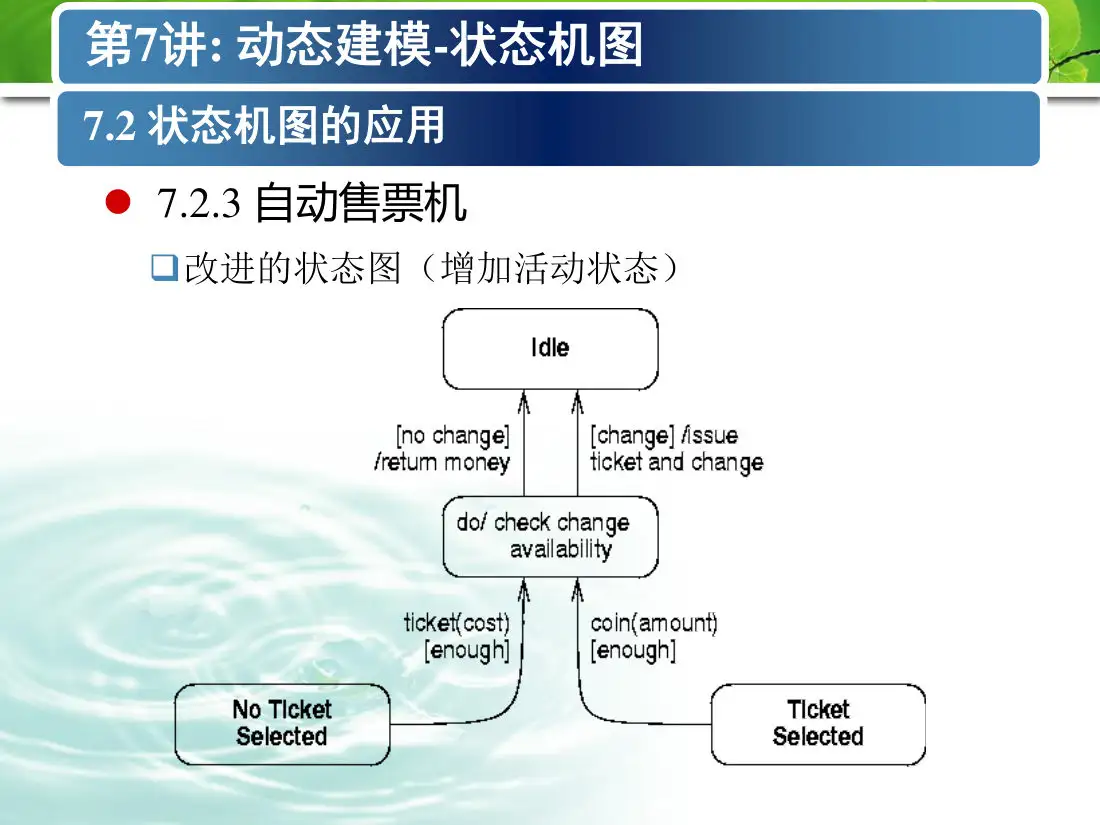 第7讲: 动态建模-状态机图
7.2 状态机图的应用
7.2.3 自动售票机
改进的状态图（增加活动状态）
Idle
[no change]
/return money
[change] /issue
ticket and change
do/ check change
availability
ticket(cost)
[enough]
coin(amount)
[enough]
No Ticket
Selected
Ticket
Selected